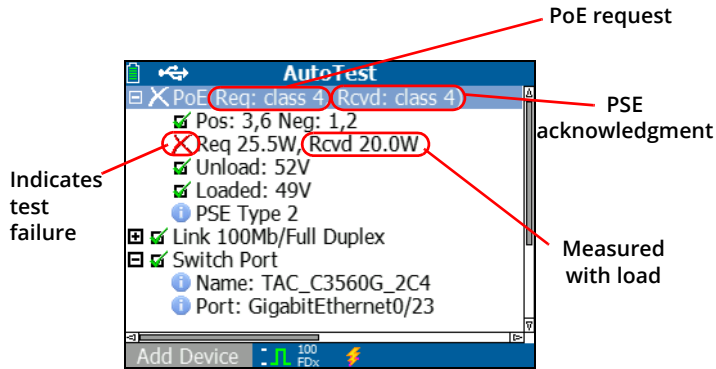 PoE request
AutoTest
PoE Req: class 4 Rcvd: class 4
PSE
acknowledgment
Pos: 3,6 Neg: 1,2
Req 25.5W, Rcvd 20.0W
Indicates
test
failure
Unload: 52V
Loaded: 49V
PSE Type 2
Link 100Mb/Full Duplex
Switch Port
Measured
with load
Name: TAC_C3560G_2C4
Port: GigabitEthernet0/23
Add Device
100
FDx